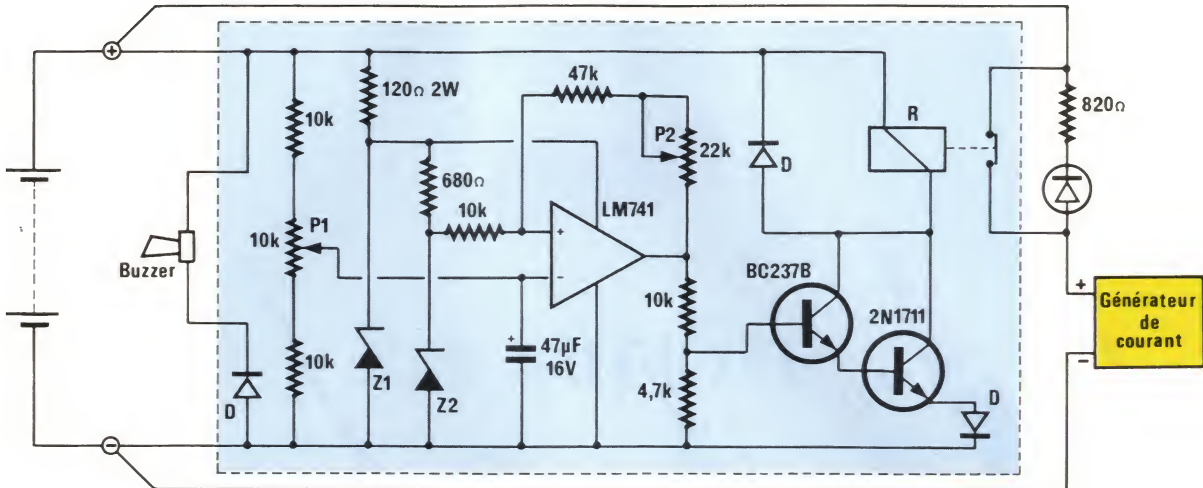 +
120Ω 2W
47k
820Ω
10k
P2
R
D
22k
680Ω
10k
LM741
P1
10k
+
−
Buzzer
BC237B
+
Générateur
de
courant
−
10k
2N1711
+
47µF
16V
10k
Z1
Z2
4,7k
D
D
−